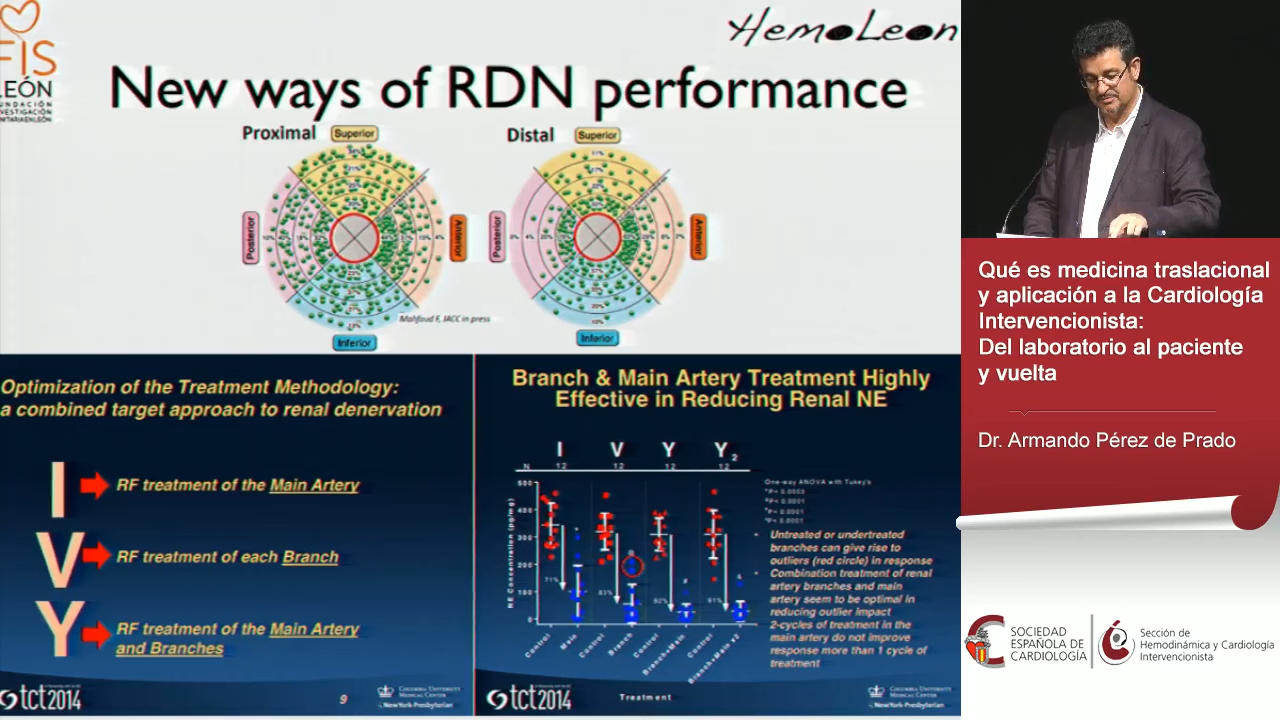 FIS
LEÓN
HemoLeon
New ways of RDN performance
Proximal
Superior
Posterior
Anterior
Inferior
Distal
Superior
Posterior
Anterior
Inferior
Mahfoud F, JACC in press
Optimization of the Treatment Methodology:
a combined target approach to renal denervation
I
RF treatment of the Main Artery
V
RF treatment of each Branch
Y
RF treatment of the Main Artery
and Branches
tct2014
9
COLUMBIA UNIVERSITY
MEDICAL CENTER
NewYork-Presbyterian
Branch & Main Artery Treatment Highly
Effective in Reducing Renal NE
I V Y Y2
N 12 12 12 12
NE Concentration (pg/mg)
500
400
300
200
100
0
71%
83%
92%
91%
Control Main Control Branch Control Branch+Main Control Branch+Main x2
Treatment
One-way ANOVA with Tukey's
Untreated or undertreated
branches can give rise to
outliers (red circle) in response
Combination treatment of renal
artery branches and main
artery seem to be optimal in
reducing outlier impact
2-cycles of treatment in the
main artery do not improve
response more than 1 cycle of
treatment
tct2014
COLUMBIA UNIVERSITY
MEDICAL CENTER
NewYork-Presbyterian
Qué es medicina traslacional
y aplicación a la Cardiología
Intervencionista:
Del laboratorio al paciente
y vuelta
Dr. Armando Pérez de Prado
SOCIEDAD
ESPAÑOLA DE
CARDIOLOGÍA
Sección de
Hemodinámica y Cardiología
Intervencionista